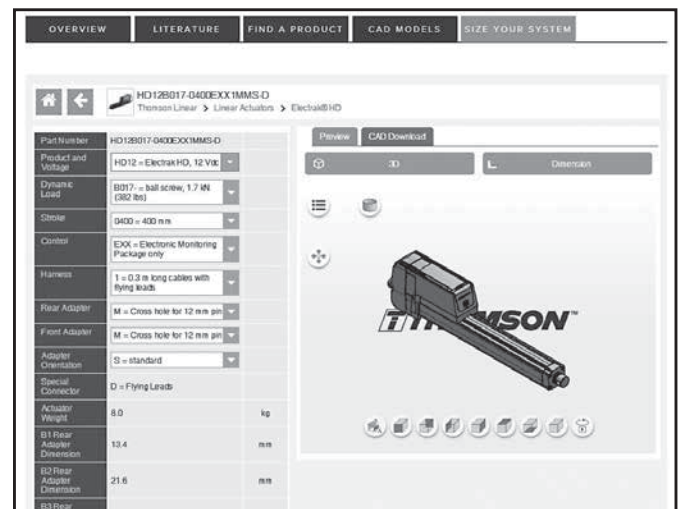 OVERVIEW LITERATURE FIND A PRODUCT CAD MODELS SIZE YOUR SYSTEM
HD12B017-0400EXX1MMS-D
Thomson Linear > Linear Actuators > Electrak® HD
Preview CAD Download
Part Number HD12B017-0400EXX1MMS-D
3D Dimension
Product and
Voltage
HD12 = Electrak HD, 12 Vdc
Dynamic
Load
B017- = ball screw, 1.7 kN
(382 lbs)
Stroke
0400 = 400 mm
Control
EXX = Electronic Monitoring
Package only
Harness
1 = 0.3 m long cables with
flying leads
Rear Adapter
M = Cross hole for 12 mm pin
Front Adapter
M = Cross hole for 12 mm pin
Adapter
Orientation
S = standard
Special
Connector
D = Flying Leads
Actuator
Weight
8.0 kg
B1 Rear
Adapter
Dimension
13.4 mm
B2 Rear
Adapter
Dimension
21.6 mm
B3 Rear
THOMSON™